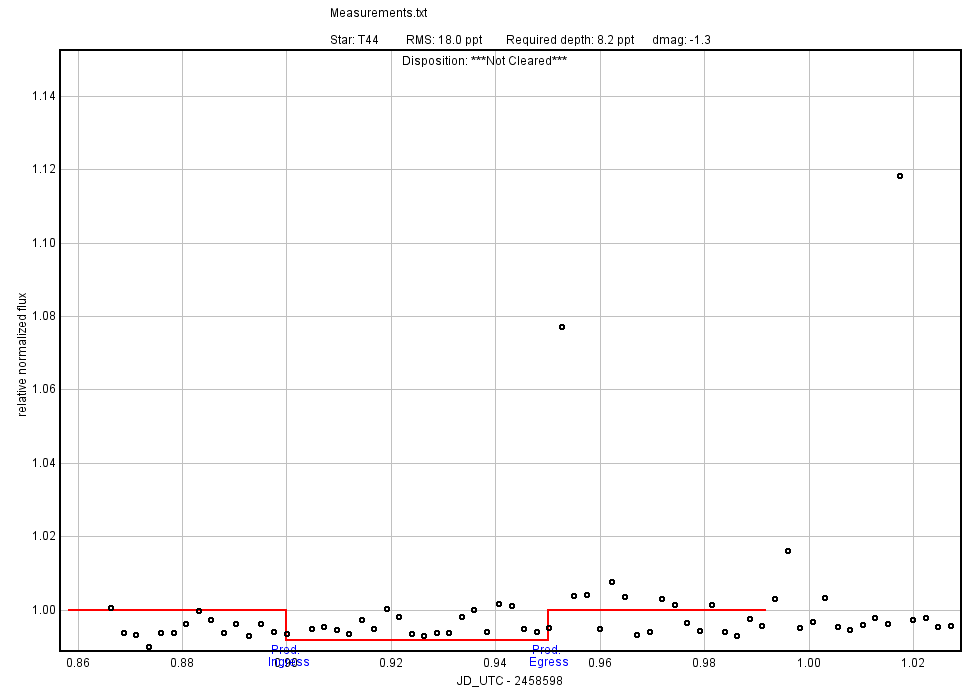 Measurements.txt
Star: T44 RMS: 18.0 ppt Required depth: 8.2 ppt dmag: -1.3
Disposition: ***Not Cleared***
1.14
1.12
1.10
1.08
1.06
1.04
1.02
1.00
relative normalized flux
Pred. Pred.
Ingress Egress
0.86 0.88 0.90 0.92 0.94 0.96 0.98 1.00 1.02
JD_UTC - 2458598